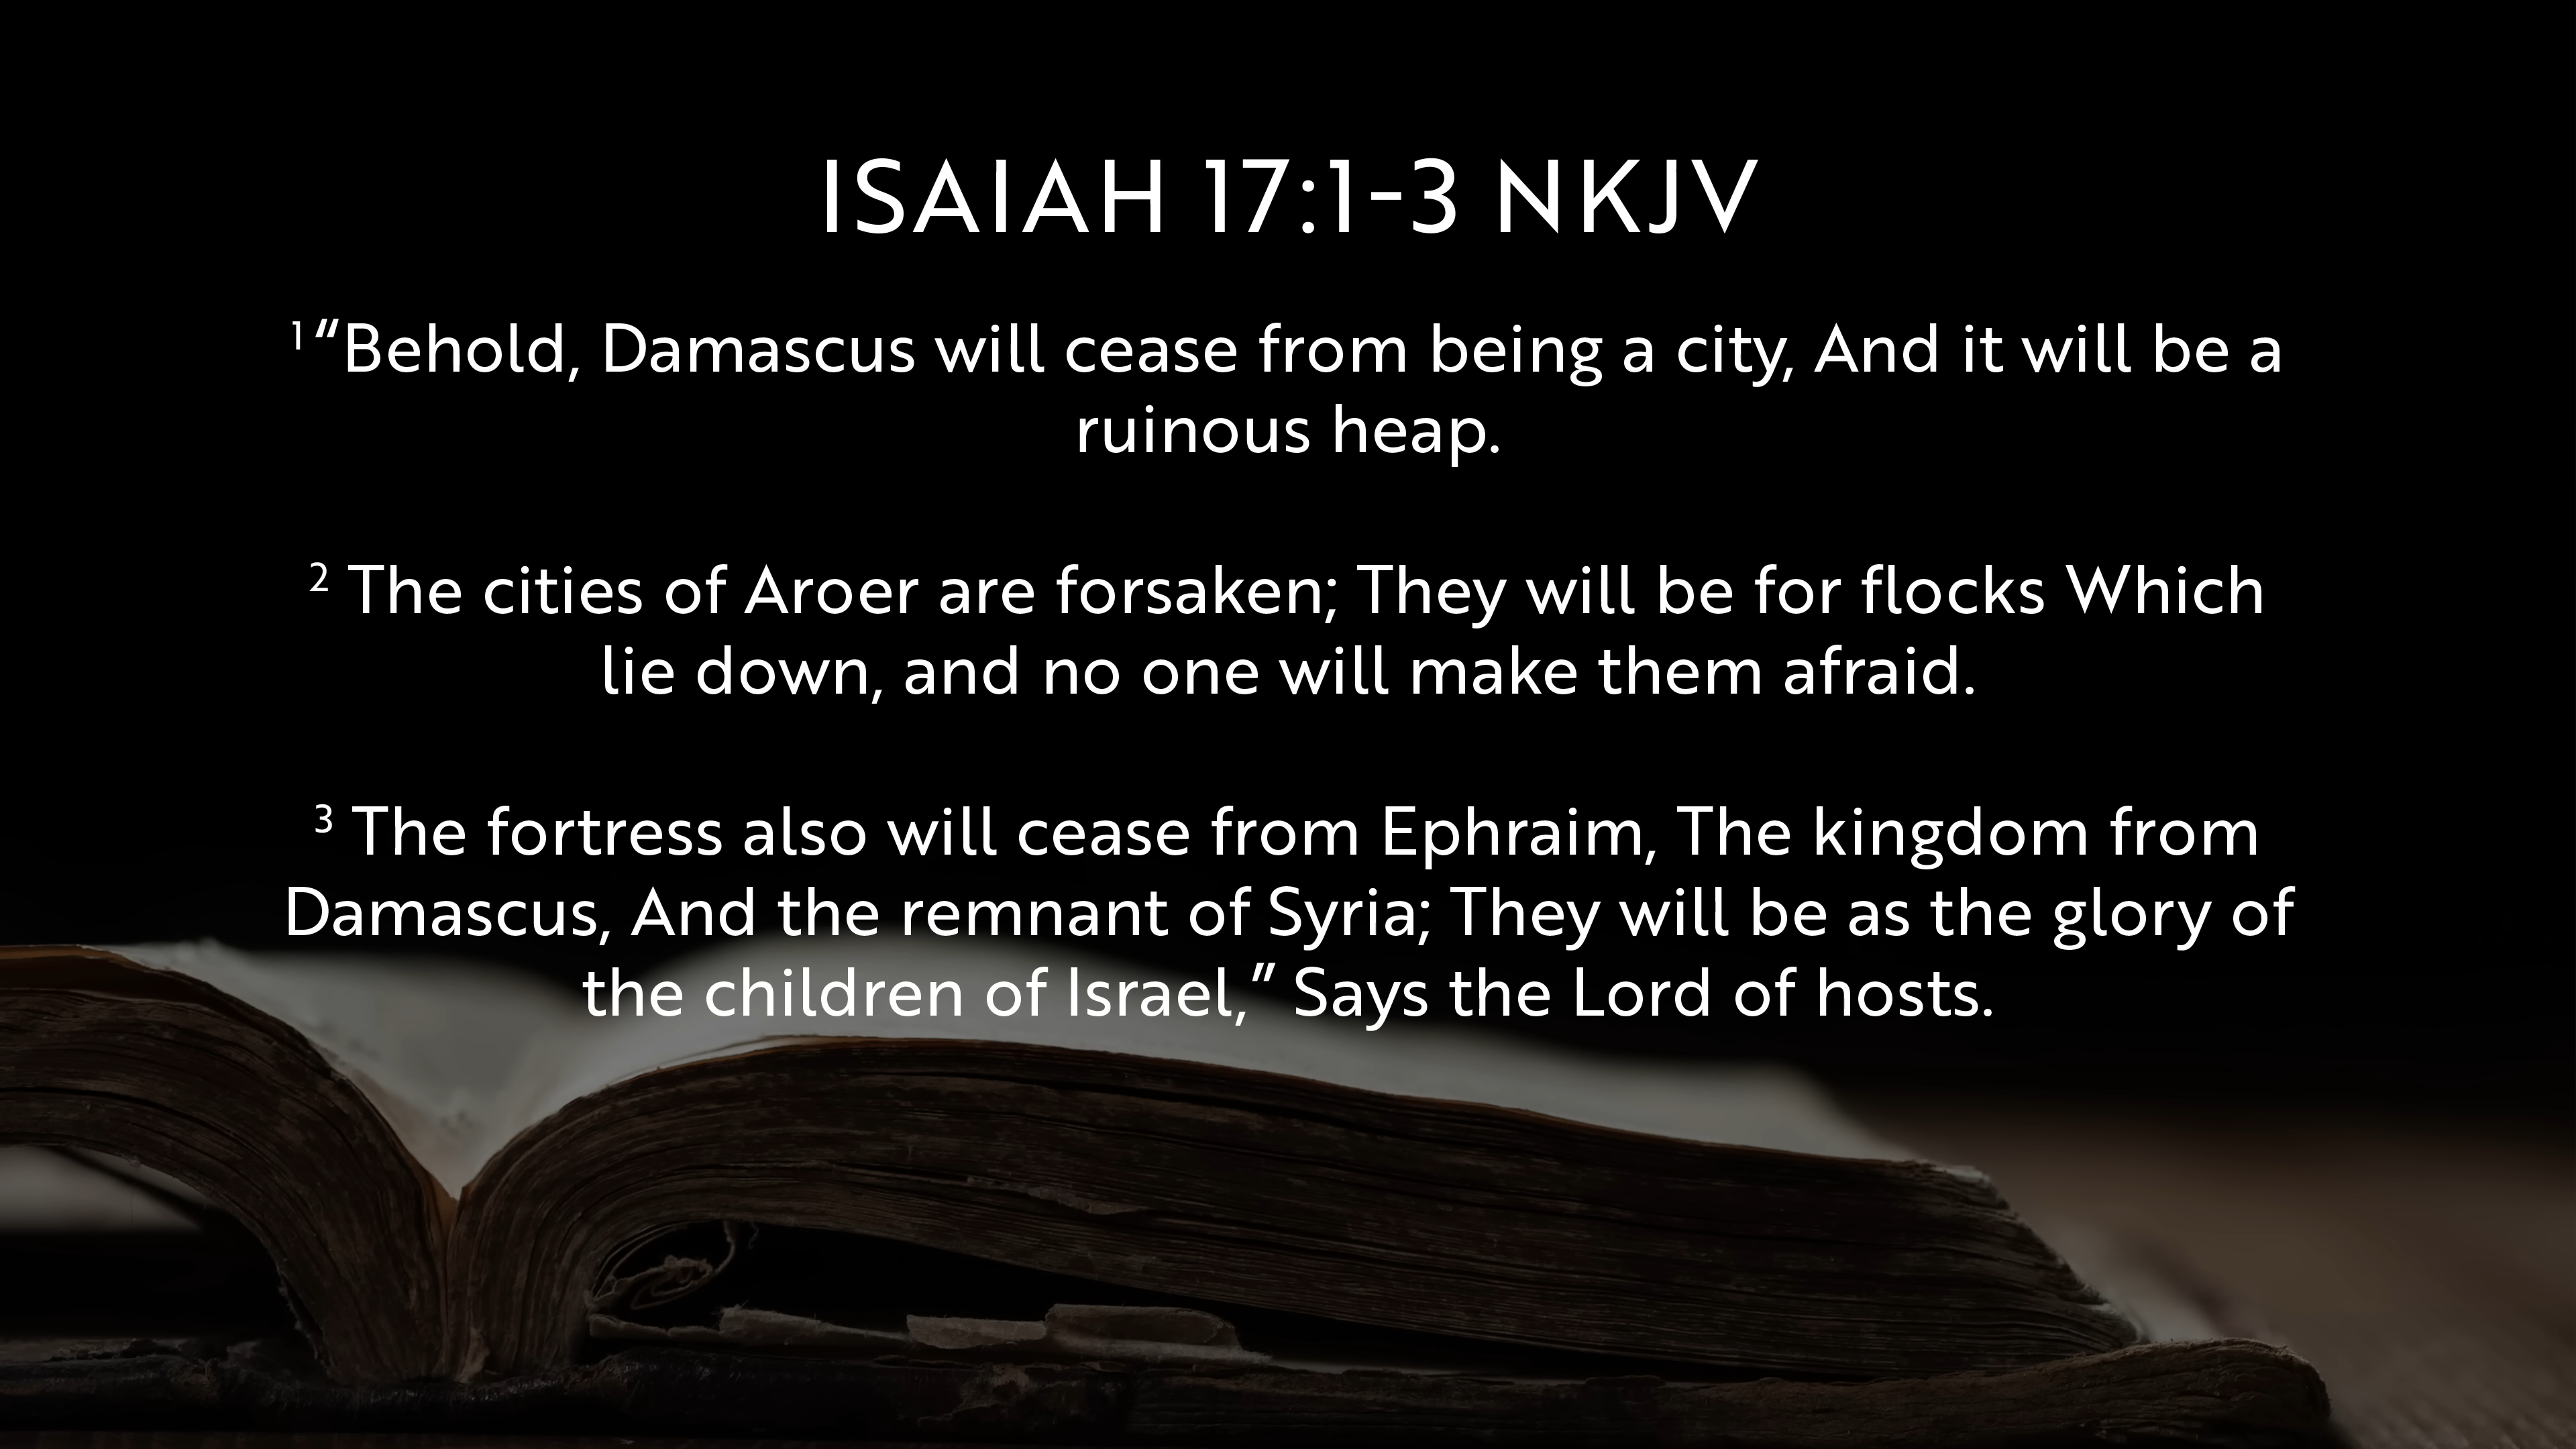 ISAIAH 17:1-3 NKJV
1 “Behold, Damascus will cease from being a city, And it will be a
ruinous heap.
2 The cities of Aroer are forsaken; They will be for flocks Which
lie down, and no one will make them afraid.
3 The fortress also will cease from Ephraim, The kingdom from
Damascus, And the remnant of Syria; They will be as the glory of
the children of Israel,” Says the Lord of hosts.